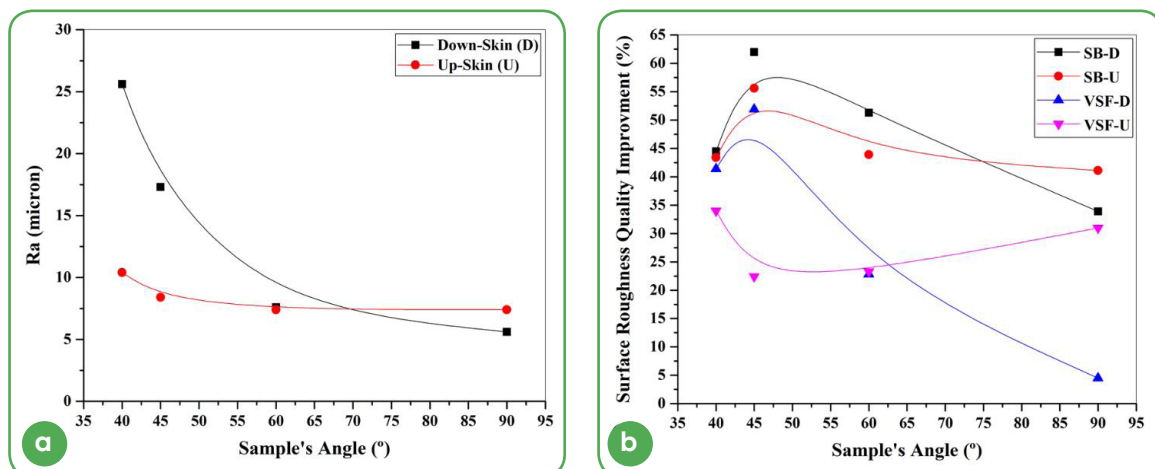 30
25
20
15
10
5
0
35 40 45 50 55 60 65 70 75 80 85 90 95
Ra (micron)
Sample's Angle (º)
Down-Skin (D)
Up-Skin (U)
a
65
60
55
50
45
40
35
30
25
20
15
10
5
0
35 40 45 50 55 60 65 70 75 80 85 90 95
Surface Roughness Quality Improvment (%)
Sample's Angle (º)
SB-D
SB-U
VSF-D
VSF-U
b